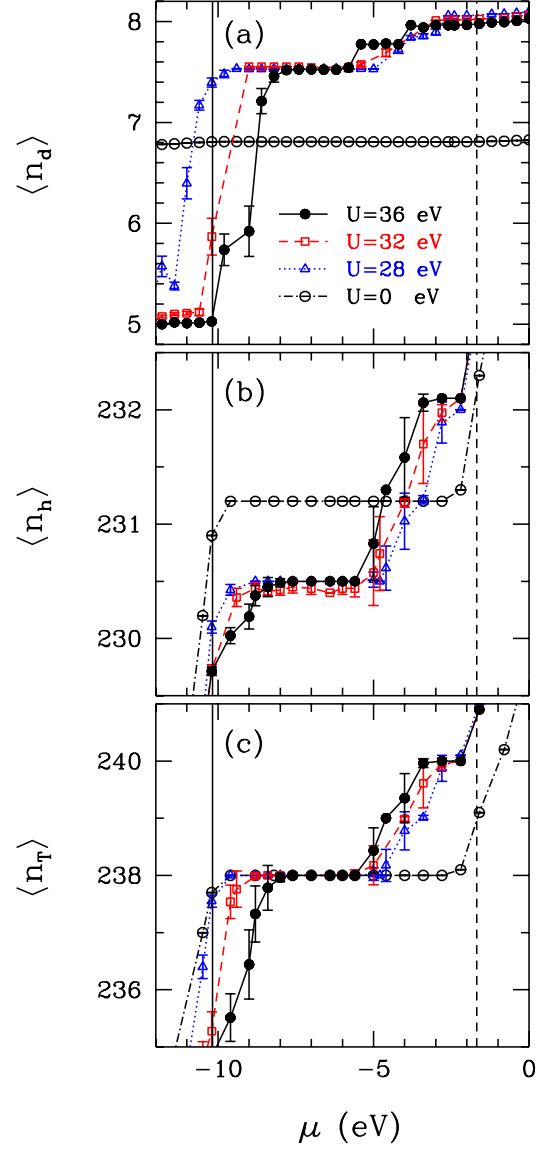 (a)
8
7
6
5
⟨n_d⟩
U=36 eV
U=32 eV
U=28 eV
U=0 eV
(b)
232
231
230
⟨n_h⟩
(c)
240
238
236
⟨n_T⟩
−10 −5 0
μ (eV)